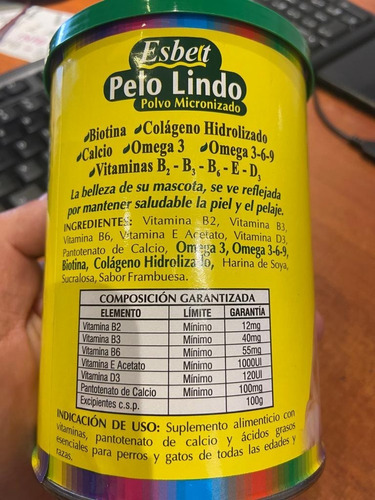 Esbelt
Pelo Lindo
Polvo Micronizado
Biotina Colágeno Hidrolizado
Calcio Omega 3 Omega 3-6-9
Vitaminas B2 - B3 - B6 - E - D3
La belleza de su mascota, se ve reflejada
por mantener saludable la piel y el pelaje.
INGREDIENTES: Vitamina B2, Vitamina B3,
Vitamina B6, Vitamina E Acetato, Vitamina D3,
Pantotenato de Calcio, Omega 3, Omega 3-6-9,
Biotina, Colágeno Hidrolizado, Harina de Soya,
Sucralosa, Sabor Frambuesa.
COMPOSICIÓN GARANTIZADA
ELEMENTO LÍMITE GARANTÍA
Vitamina B2 Mínimo 12mg
Vitamina B3 Mínimo 40mg
Vitamina B6 Mínimo 55mg
Vitamina E Acetato Mínimo 1000UI
Vitamina D3 Mínimo 120UI
Pantotenato de Calcio Mínimo 100mg
Excipientes c.s.p. 100g
INDICACIÓN DE USO: Suplemento alimenticio con
vitaminas, pantotenato de calcio y ácidos grasos
esenciales para perros y gatos de todas las edades y
razas.